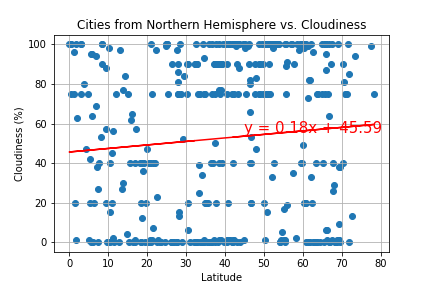 Cities from Northern Hemisphere vs. Cloudiness
100
80
60
40
20
0
Cloudiness (%)
y = 0.18x + 45.59
0 10 20 30 40 50 60 70 80
Latitude